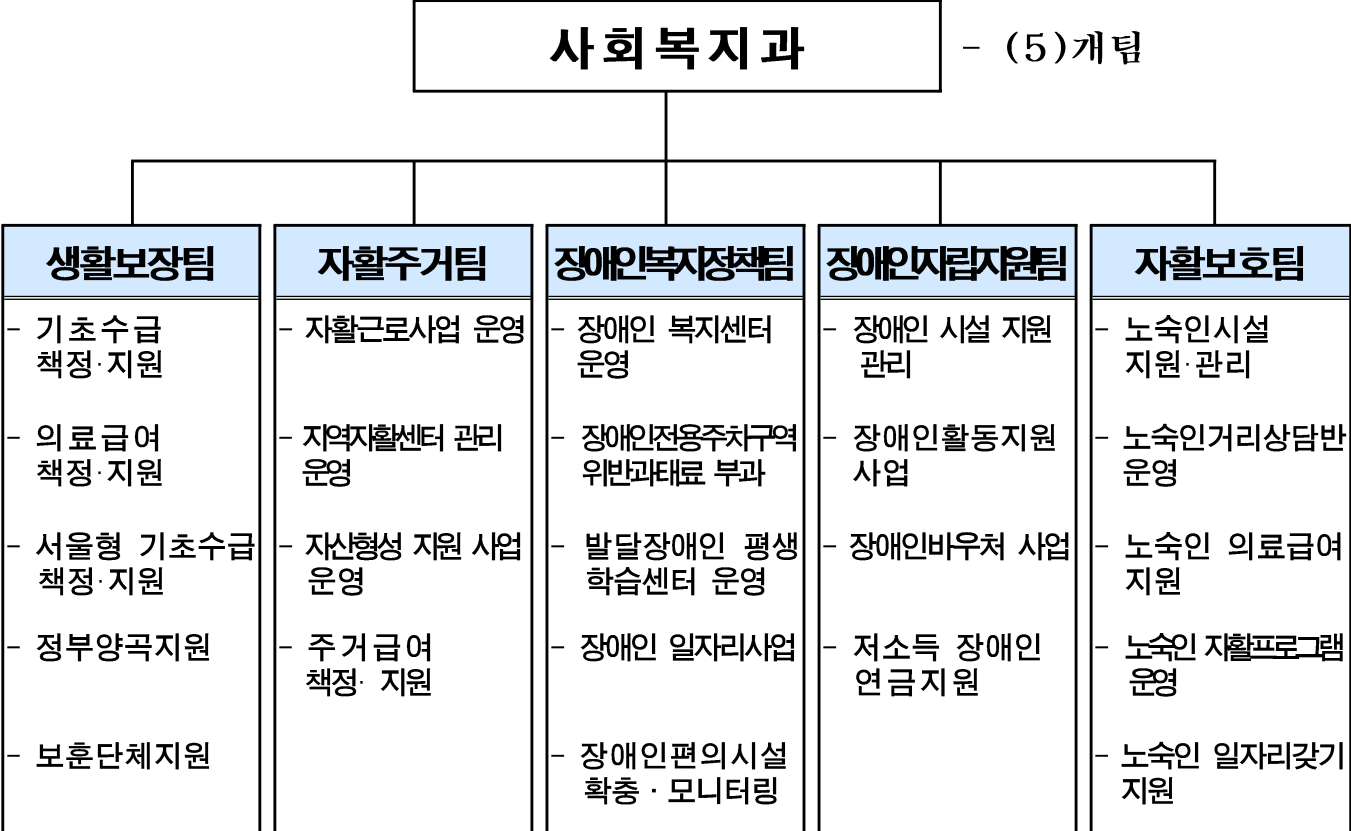 사회복지과 - (5)개팀
생활보장팀
- 기초수급
책정·지원
- 의료급여
책정·지원
- 서울형 기초수급
책정·지원
- 정부양곡지원
- 보훈단체지원
자활주거팀
- 자활근로사업 운영
- 지역자활센터 관리
운영
- 자산형성 지원 사업
운영
- 주거급여
책정· 지원
장애인복지정책팀
- 장애인 복지센터
운영
- 장애인전용주차구역
위반과태료 부과
- 발달장애인 평생
학습센터 운영
- 장애인 일자리사업
- 장애인편의시설
확충·모니터링
장애인자립지원팀
- 장애인 시설 지원
관리
- 장애인활동지원
사업
- 장애인바우처 사업
- 저소득 장애인
연금지원
자활보호팀
- 노숙인시설
지원·관리
- 노숙인거리상담반
운영
- 노숙인 의료급여
지원
- 노숙인 자활프로그램
운영
- 노숙인 일자리갖기
지원